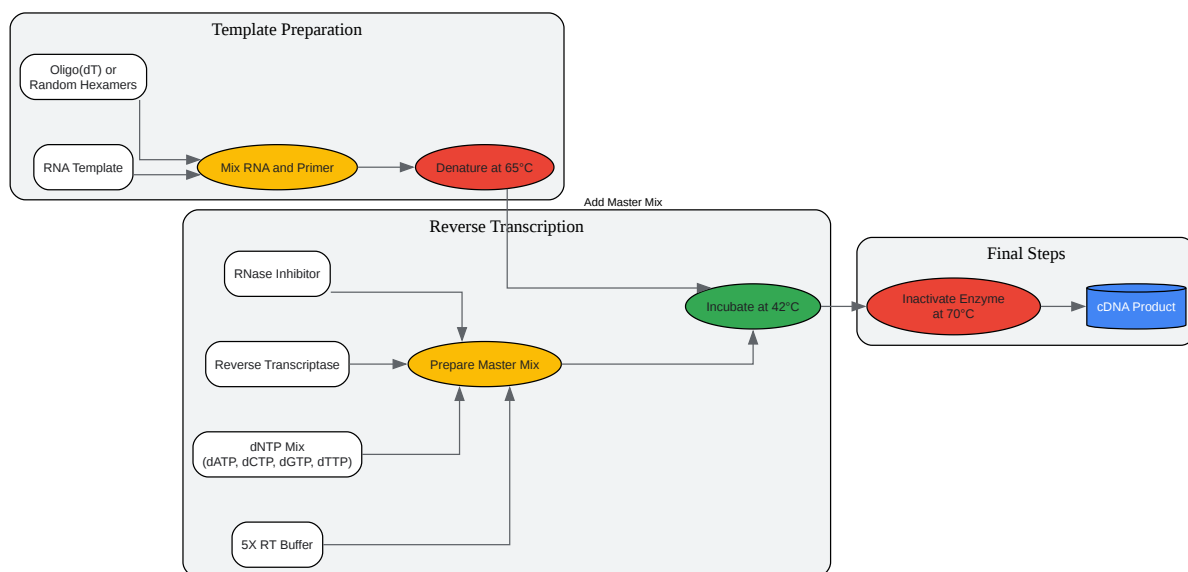 Template Preparation
Oligo(dT) or
Random Hexamers
RNA Template
Mix RNA and Primer
Denature at 65°C
Add Master Mix
Reverse Transcription
RNase Inhibitor
Reverse Transcriptase
Prepare Master Mix
dNTP Mix
(dATP, dCTP, dGTP, dTTP)
5X RT Buffer
Incubate at 42°C
Final Steps
Inactivate Enzyme
at 70°C
cDNA Product